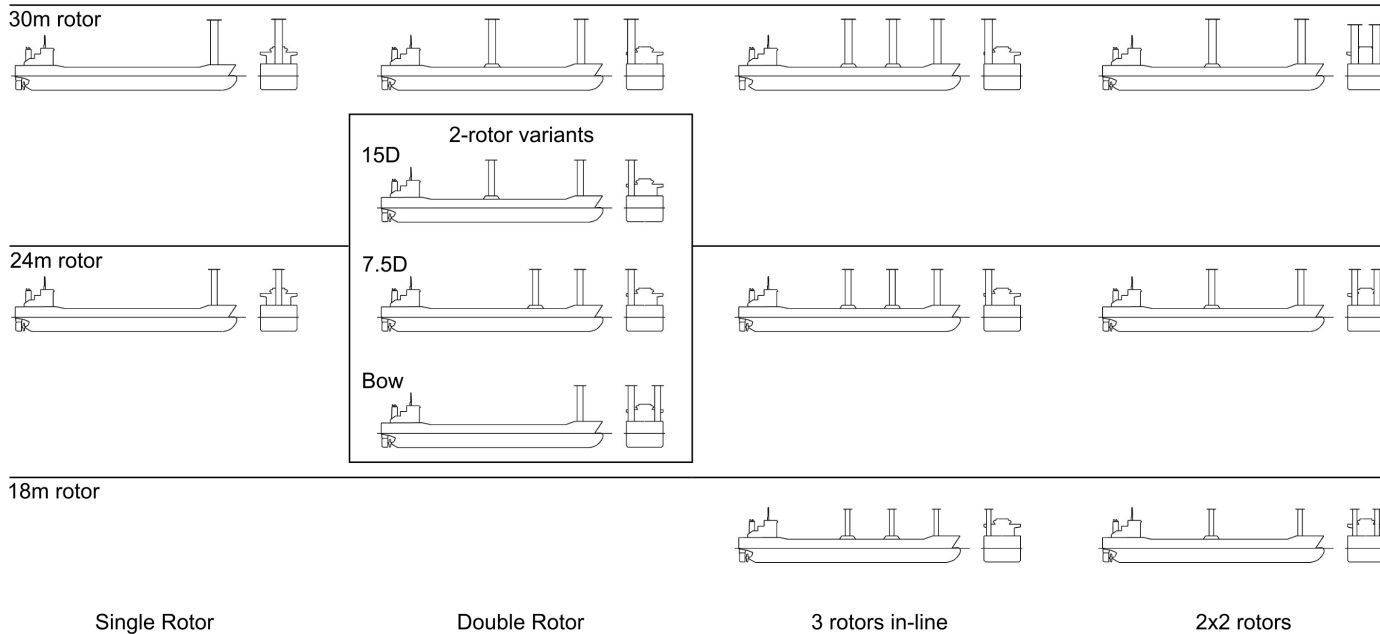 30m rotor
2-rotor variants
15D
24m rotor
7.5D
Bow
18m rotor
Single Rotor
Double Rotor
3 rotors in-line
2x2 rotors